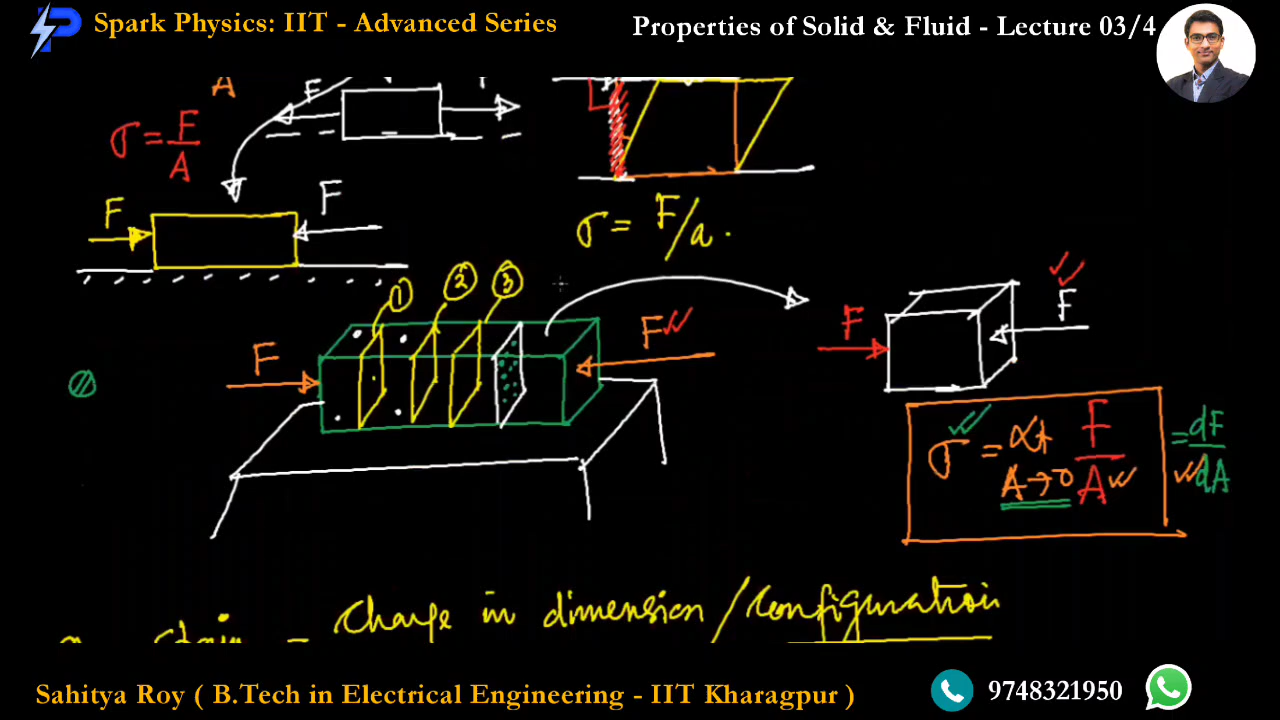 Spark Physics: IIT - Advanced Series
Properties of Solid & Fluid - Lecture 03/4
A
F
σ = F/A
F
F
σ = F/a.
① ② ③
F
F
F
F
σ = Lt A→0 F/A = dF/dA
Change in dimension / Configuration
Sahitya Roy ( B.Tech in Electrical Engineering - IIT Kharagpur )
9748321950